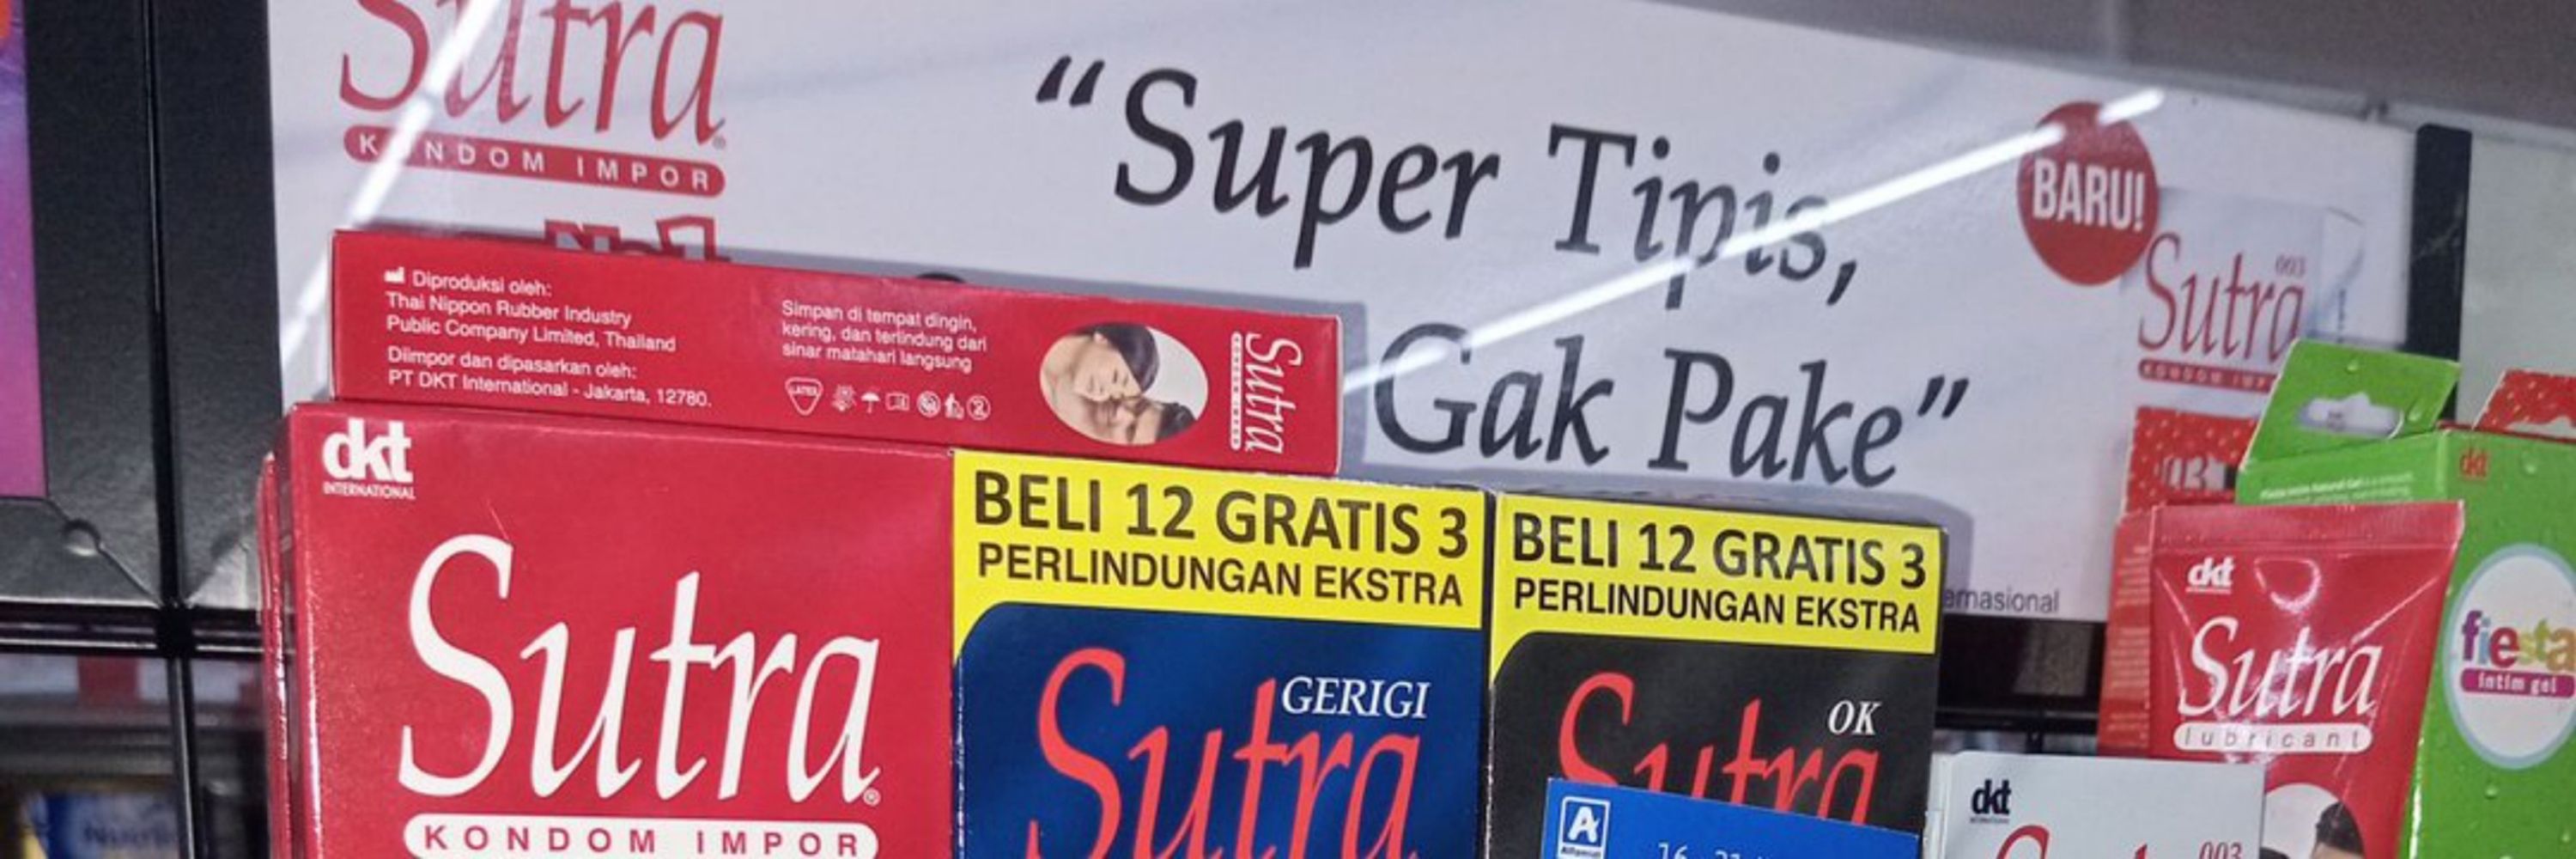 Sutra
KONDOM IMPOR
No1
"Super Tipis,
Gak Pake"
BARU!
Sutra
003
Diproduksi oleh:
Thai Nippon Rubber Industry
Public Company Limited, Thailand
Diimpor dan dipasarkan oleh:
PT DKT International - Jakarta, 12780.
Simpan di tempat dingin,
kering, dan terlindung dari
sinar matahari langsung
LATEX
Sutra
dkt
INTERNATIONAL
Sutra
KONDOM IMPOR
BELI 12 GRATIS 3
PERLINDUNGAN EKSTRA
GERIGI
Sutra
BELI 12 GRATIS 3
PERLINDUNGAN EKSTRA
OK
Sutra
A
dkt
003
dkt
Sutra
lubricant
dkt
fiesta
intim gel